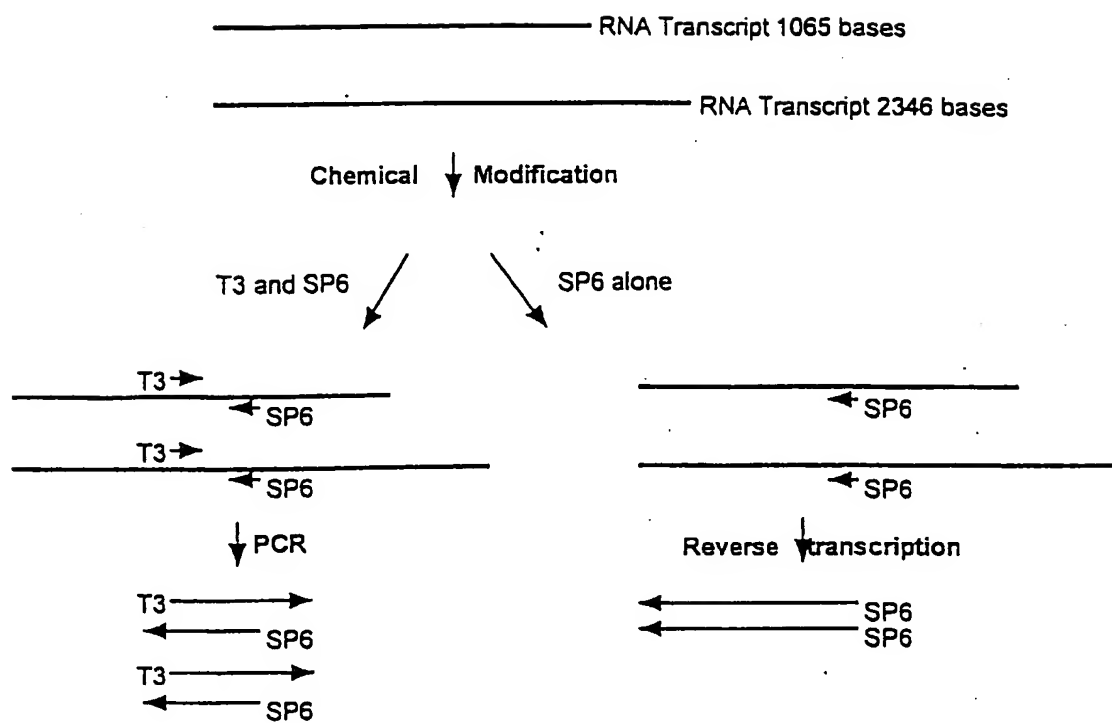 RNA Transcript 1065 bases
RNA Transcript 2346 bases
Chemical Modification
T3 and SP6
SP6 alone
T3
SP6
T3
SP6
SP6
SP6
PCR
Reverse transcription
T3
SP6
T3
SP6
SP6
SP6